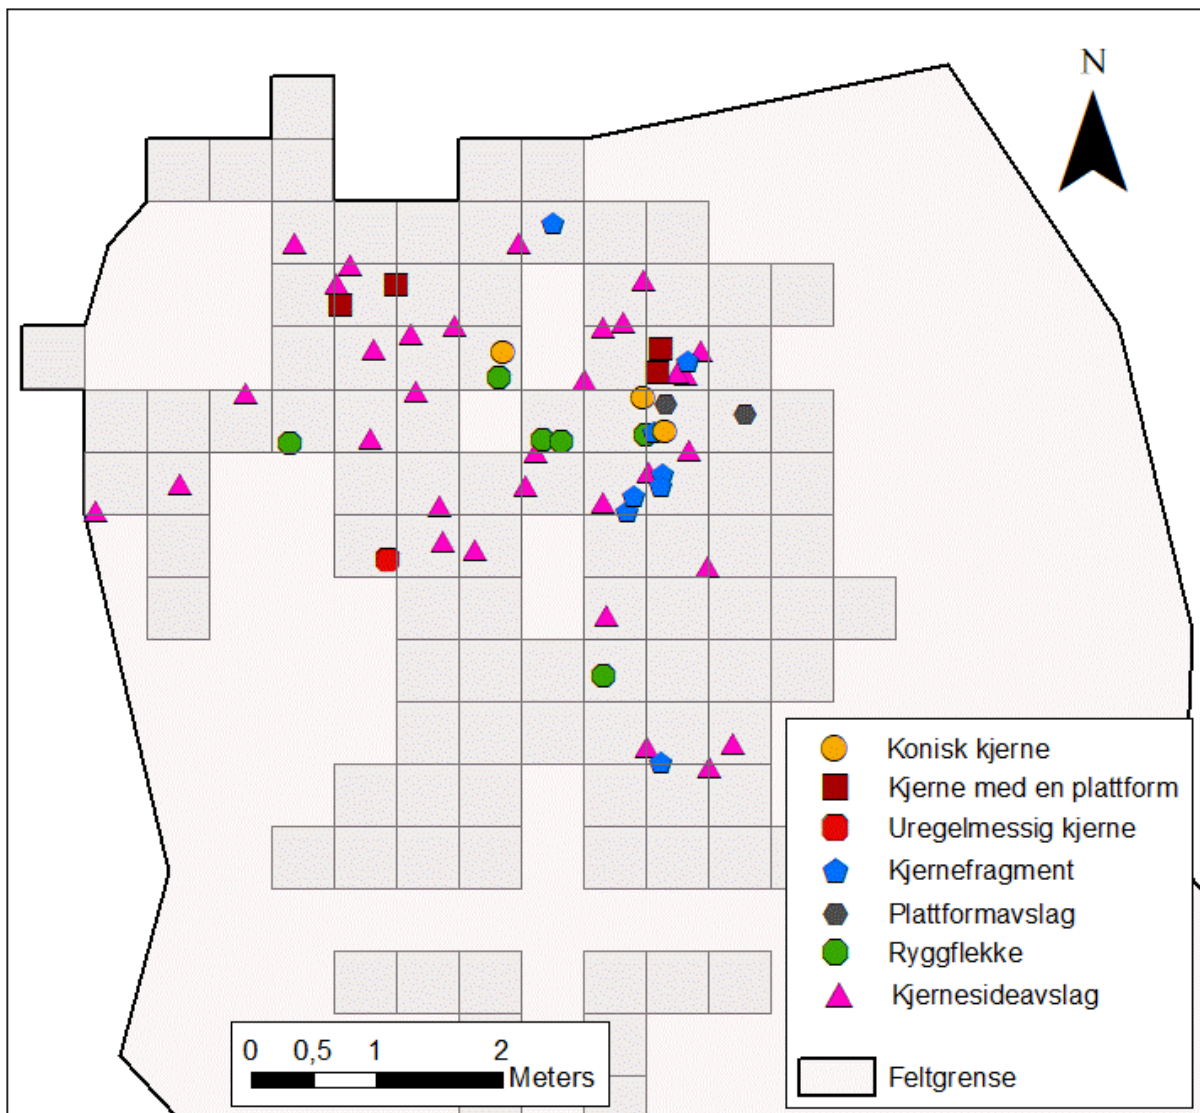 N
Konisk kjerne
Kjerne med en plattform
Uregelmessig kjerne
Kjernefragment
Plattformavslag
Ryggflekke
Kjernesideavslag
Feltgrense
0 0,5 1 2
Meters